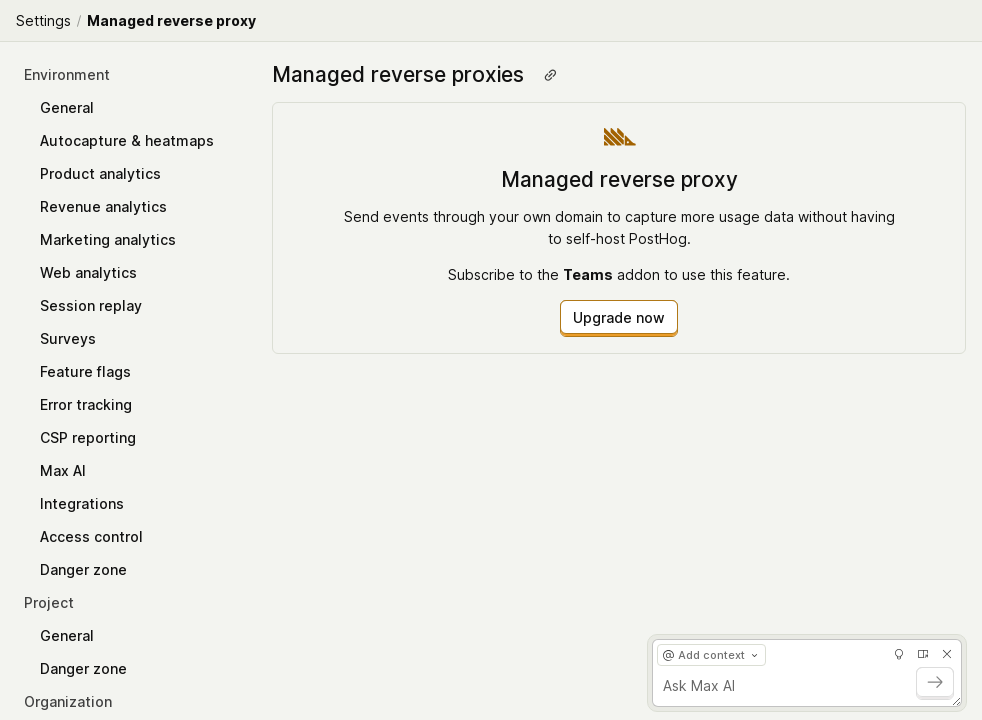 Settings / Managed reverse proxy
Environment
General
Autocapture & heatmaps
Product analytics
Revenue analytics
Marketing analytics
Web analytics
Session replay
Surveys
Feature flags
Error tracking
CSP reporting
Max AI
Integrations
Access control
Danger zone
Project
General
Danger zone
Organization
Managed reverse proxies
Managed reverse proxy
Send events through your own domain to capture more usage data without having
to self-host PostHog.
Subscribe to the Teams addon to use this feature.
Upgrade now
@ Add context
Ask Max AI